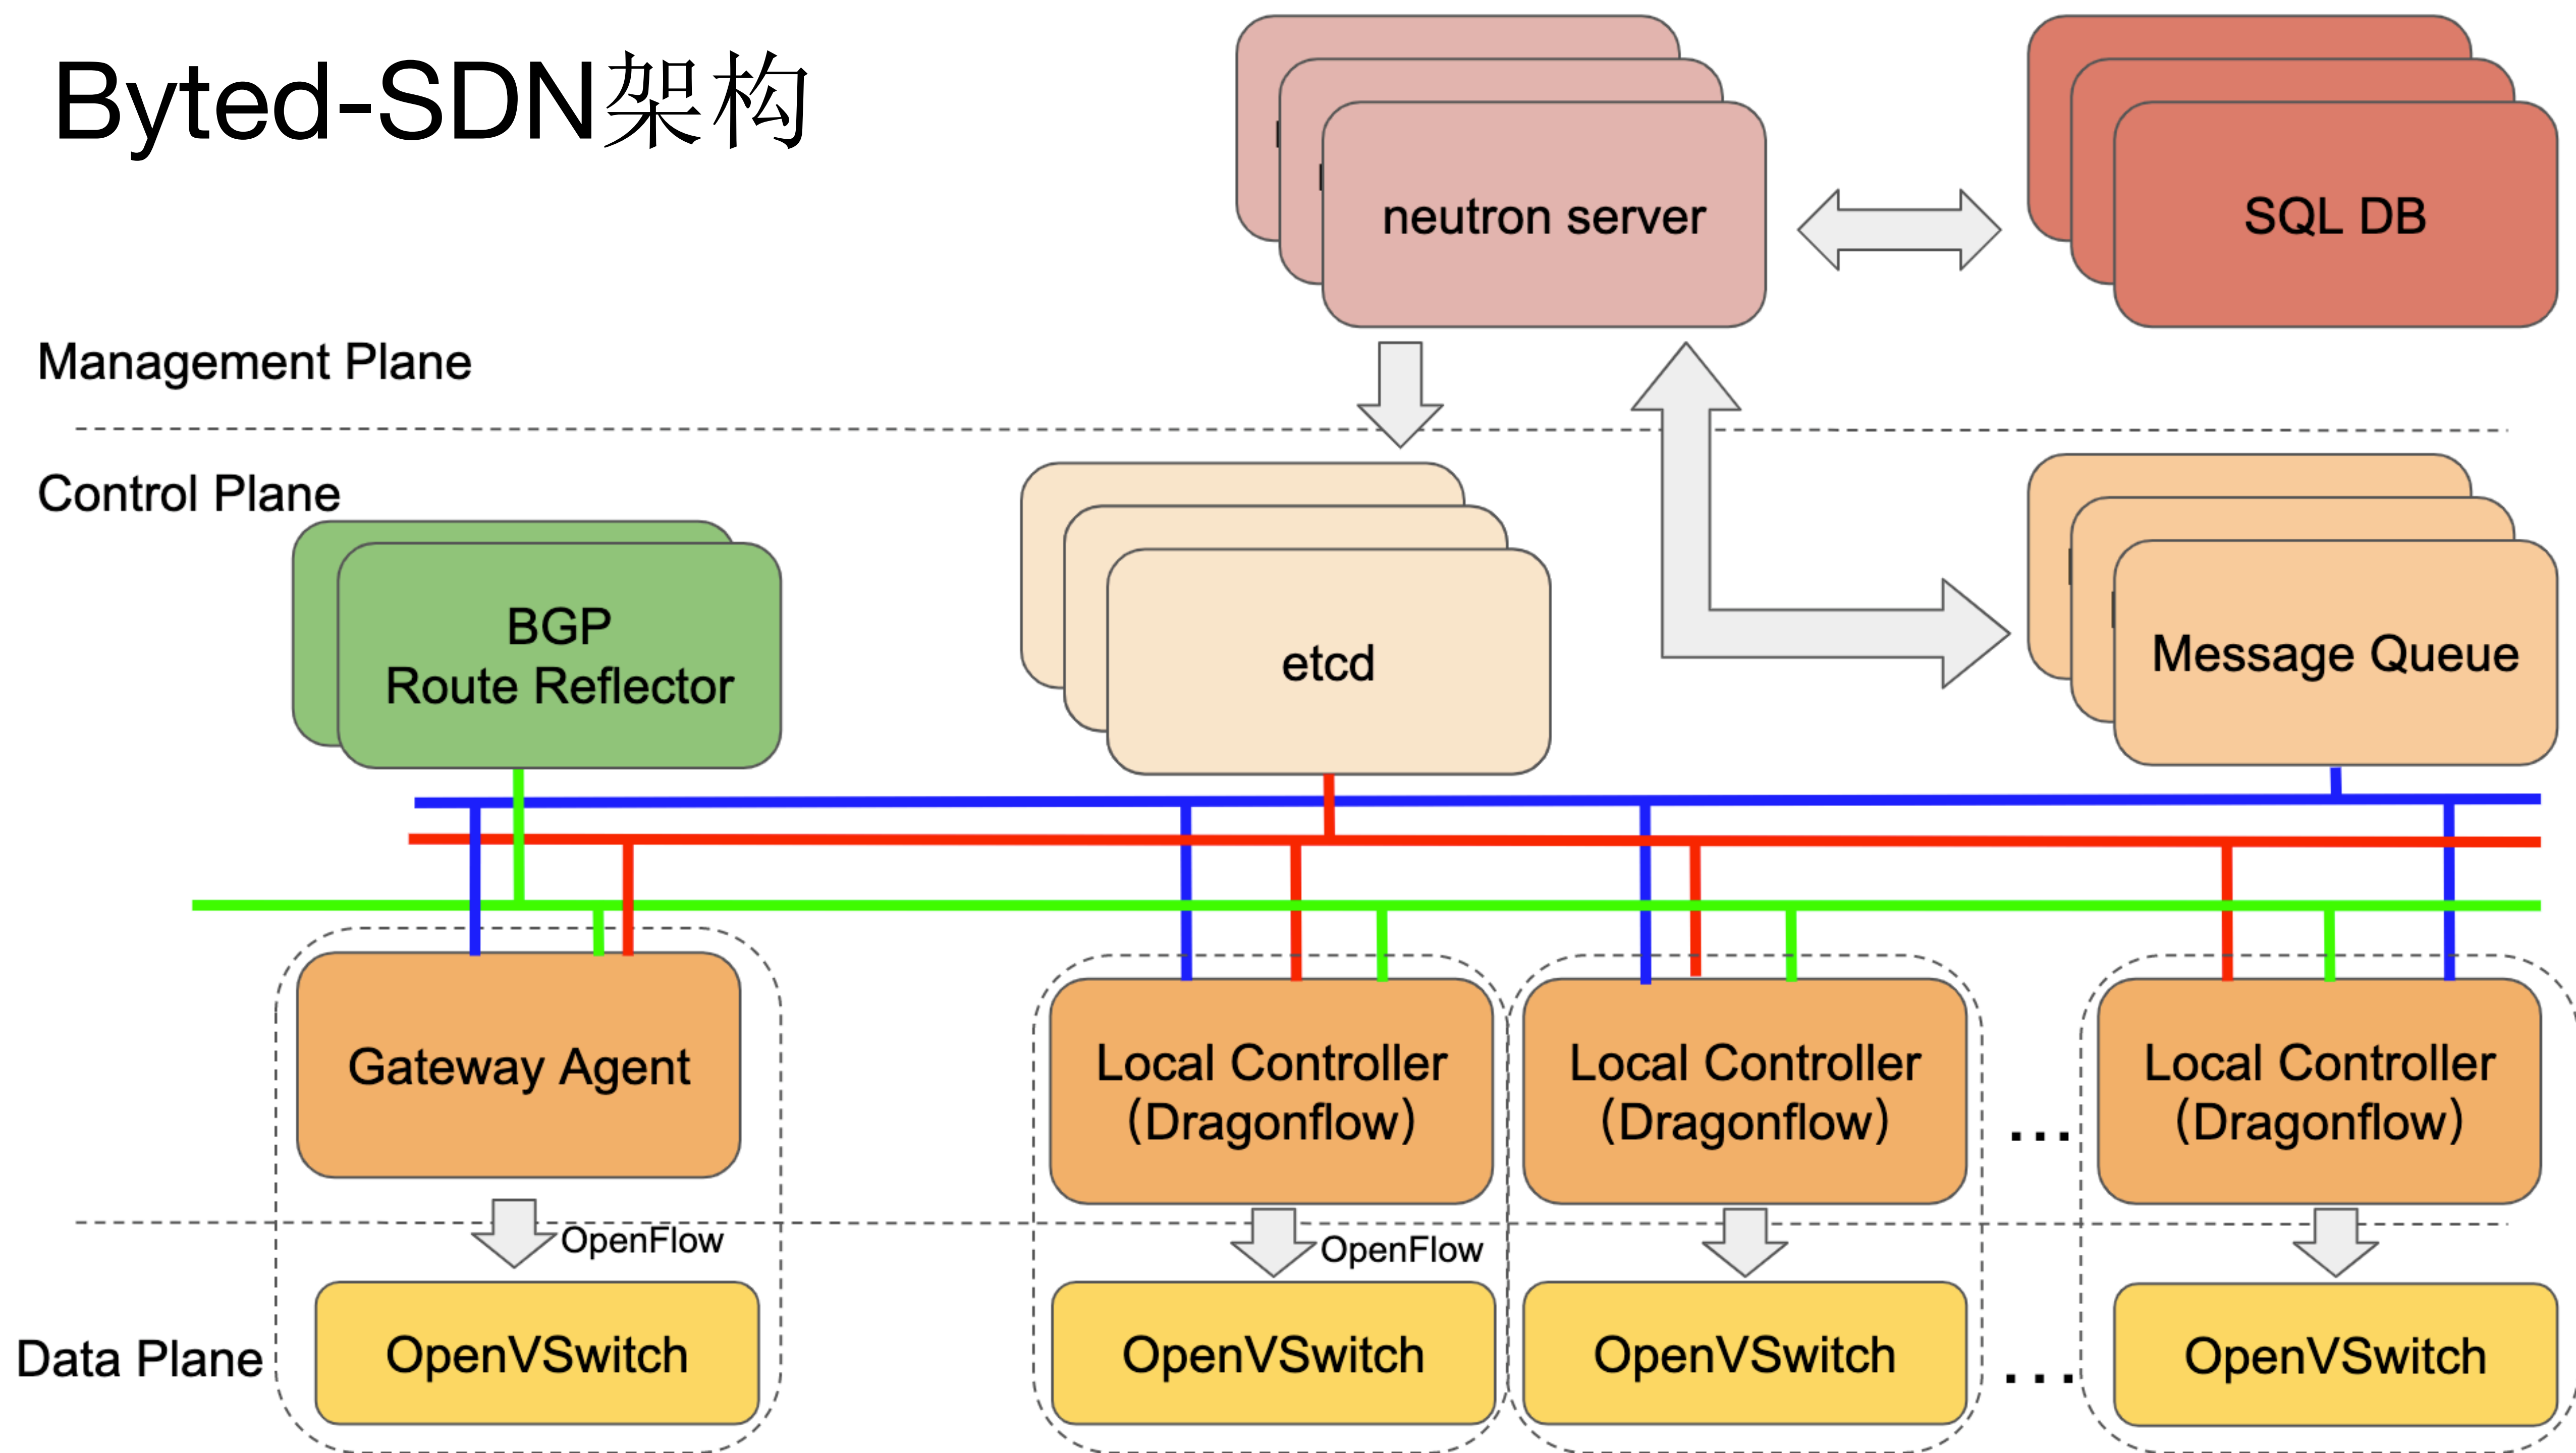 Byted-SDN架构
neutron server
SQL DB
Management Plane
Control Plane
BGP
Route Reflector
etcd
Message Queue
Gateway Agent
Local Controller
(Dragonflow)
Local Controller
(Dragonflow)
...
Local Controller
(Dragonflow)
OpenFlow
OpenFlow
Data Plane
OpenVSwitch
OpenVSwitch
OpenVSwitch
...
OpenVSwitch